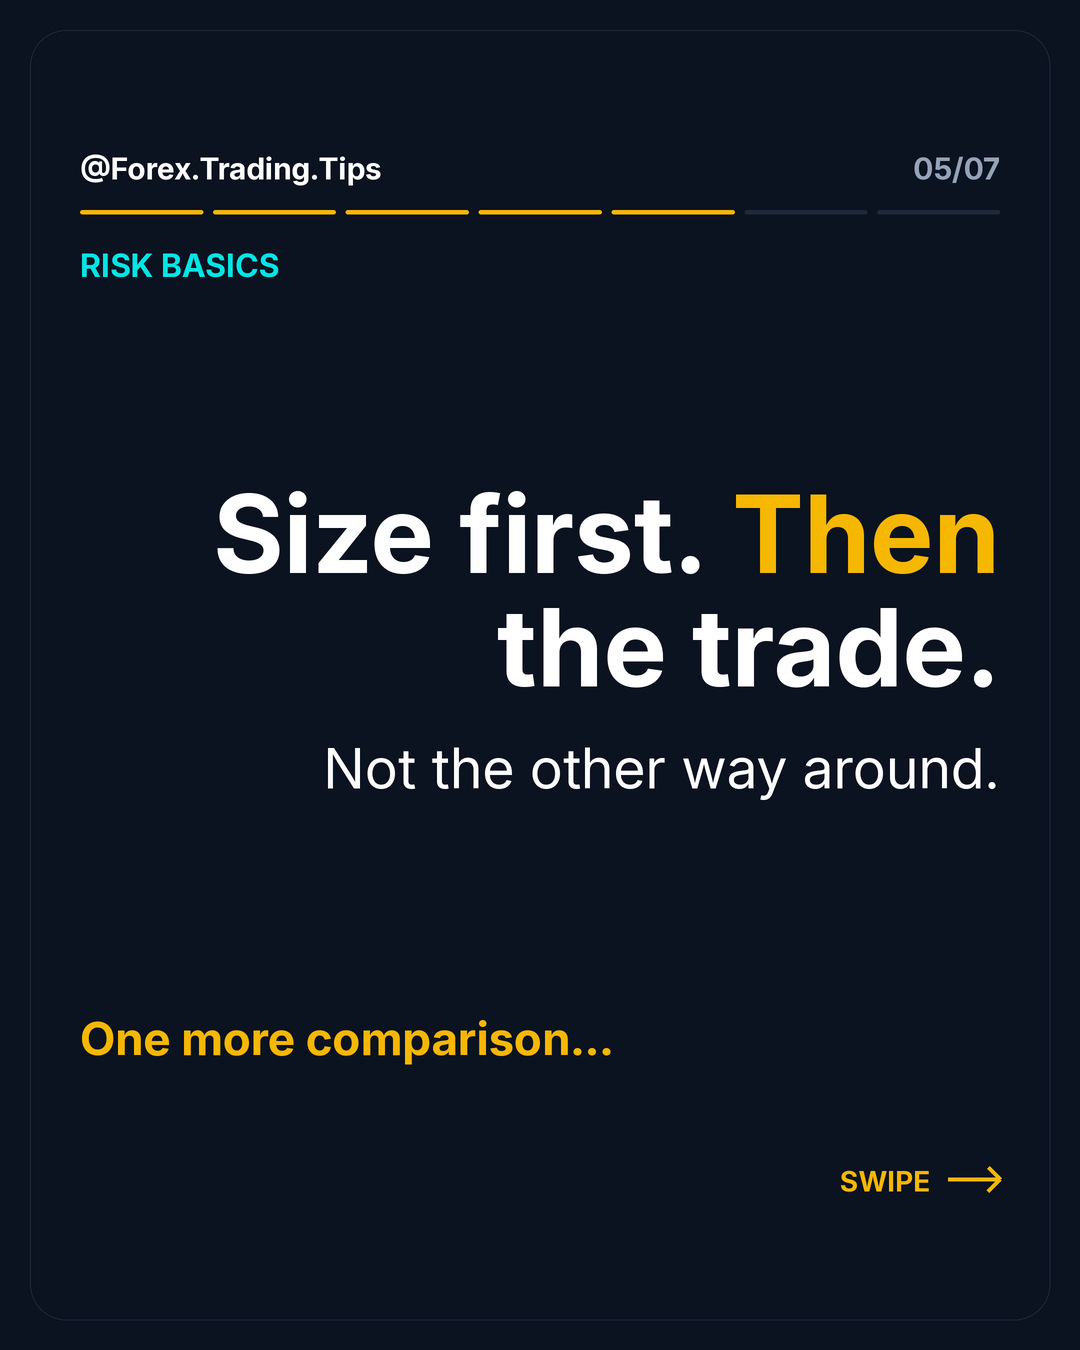 @Forex.Trading.Tips
05/07
RISK BASICS
Size first. Then
the trade.
Not the other way around.
One more comparison...
SWIPE